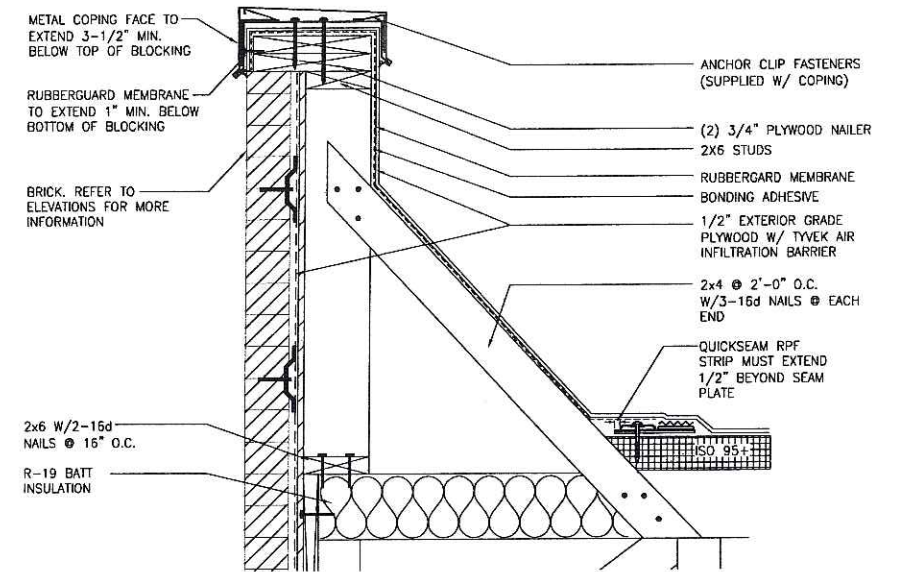 METAL COPING FACE TO
EXTEND 3-1/2" MIN.
BELOW TOP OF BLOCKING
RUBBERGUARD MEMBRANE
TO EXTEND 1" MIN. BELOW
BOTTOM OF BLOCKING
BRICK. REFER TO
ELEVATIONS FOR MORE
INFORMATION
2x6 W/2-16d
NAILS @ 16" O.C.
R-19 BATT
INSULATION
ANCHOR CLIP FASTENERS
(SUPPLIED W/ COPING)
(2) 3/4" PLYWOOD NAILER
2X6 STUDS
RUBBERGARD MEMBRANE
BONDING ADHESIVE
1/2" EXTERIOR GRADE
PLYWOOD W/ TYVEK AIR
INFILTRATION BARRIER
2x4 @ 2'-0" O.C.
W/3-16d NAILS @ EACH
END
QUICKSEAM RPF
STRIP MUST EXTEND
1/2" BEYOND SEAM
PLATE
ISO 95+